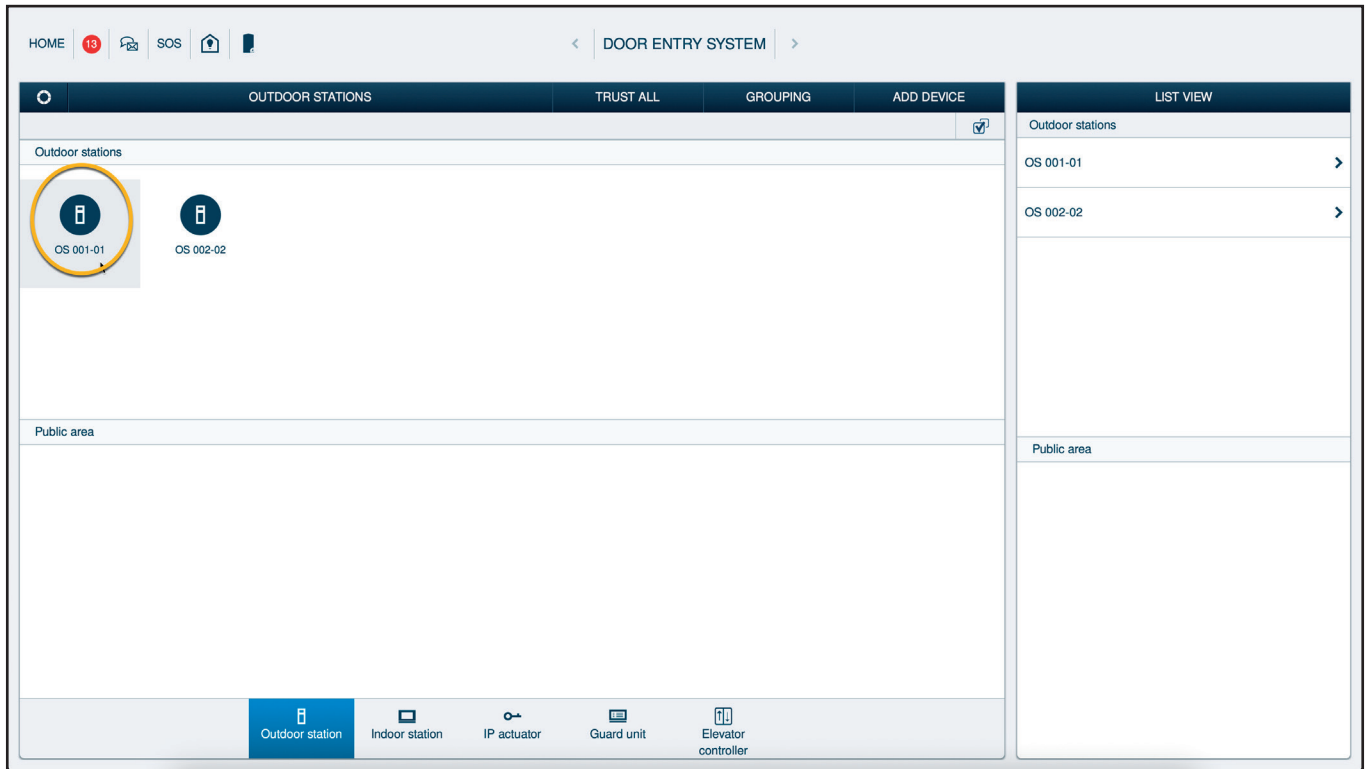 HOME 13 SOS < DOOR ENTRY SYSTEM >
OUTDOOR STATIONS TRUST ALL GROUPING ADD DEVICE
LIST VIEW
Outdoor stations
Outdoor stations
OS 001-01
OS 002-02
OS 001-01
OS 002-02
Public area
Public area
Outdoor station
Indoor station
IP actuator
Guard unit
Elevator
controller